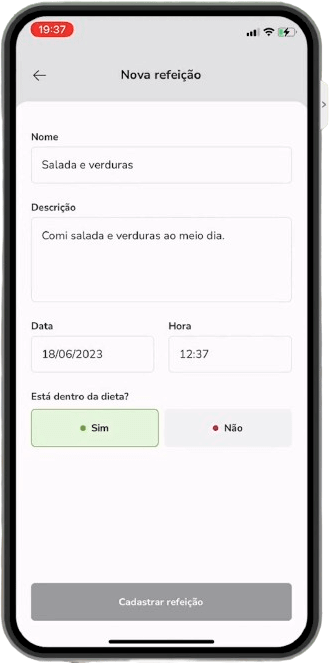 19:37
Nova refeição
Nome
Salada e verduras
Descrição
Comi salada e verduras ao meio dia.
Data
Hora
18/06/2023
12:37
Está dentro da dieta?
Sim
Não
Cadastrar refeição